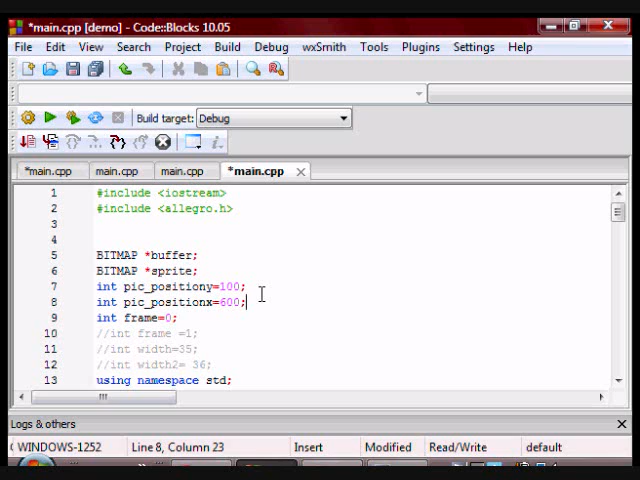 *main.cpp [demo] - Code::Blocks 10.05
File Edit View Search Project Build Debug wxSmith Tools Plugins Settings Help
Build target: Debug
*main.cpp main.cpp main.cpp *main.cpp
1 #include <iostream>
2 #include <allegro.h>
3
4
5 BITMAP *buffer;
6 BITMAP *sprite;
7 int pic_positiony=100;
8 int pic_positionx=600;
9 int frame=0;
10 //int frame =1;
11 //int width=35;
12 //int width2= 36;
13 using namespace std;
Logs & others
WINDOWS-1252 Line 8, Column 23 Insert Modified Read/Write default